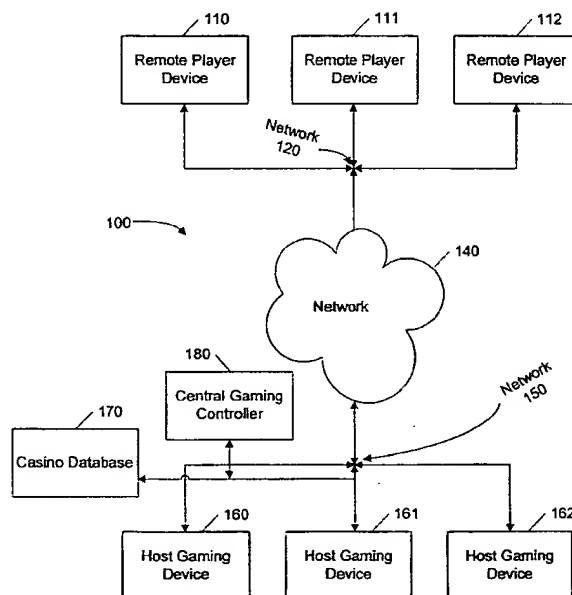 110
111
112
Remote Player
Device
Remote Player
Device
Remote Player
Device
Network
120
100
140
Network
180
Central Gaming
Controller
Network
150
170
Casino Database
160
161
162
Host Gaming
Device
Host Gaming
Device
Host Gaming
Device